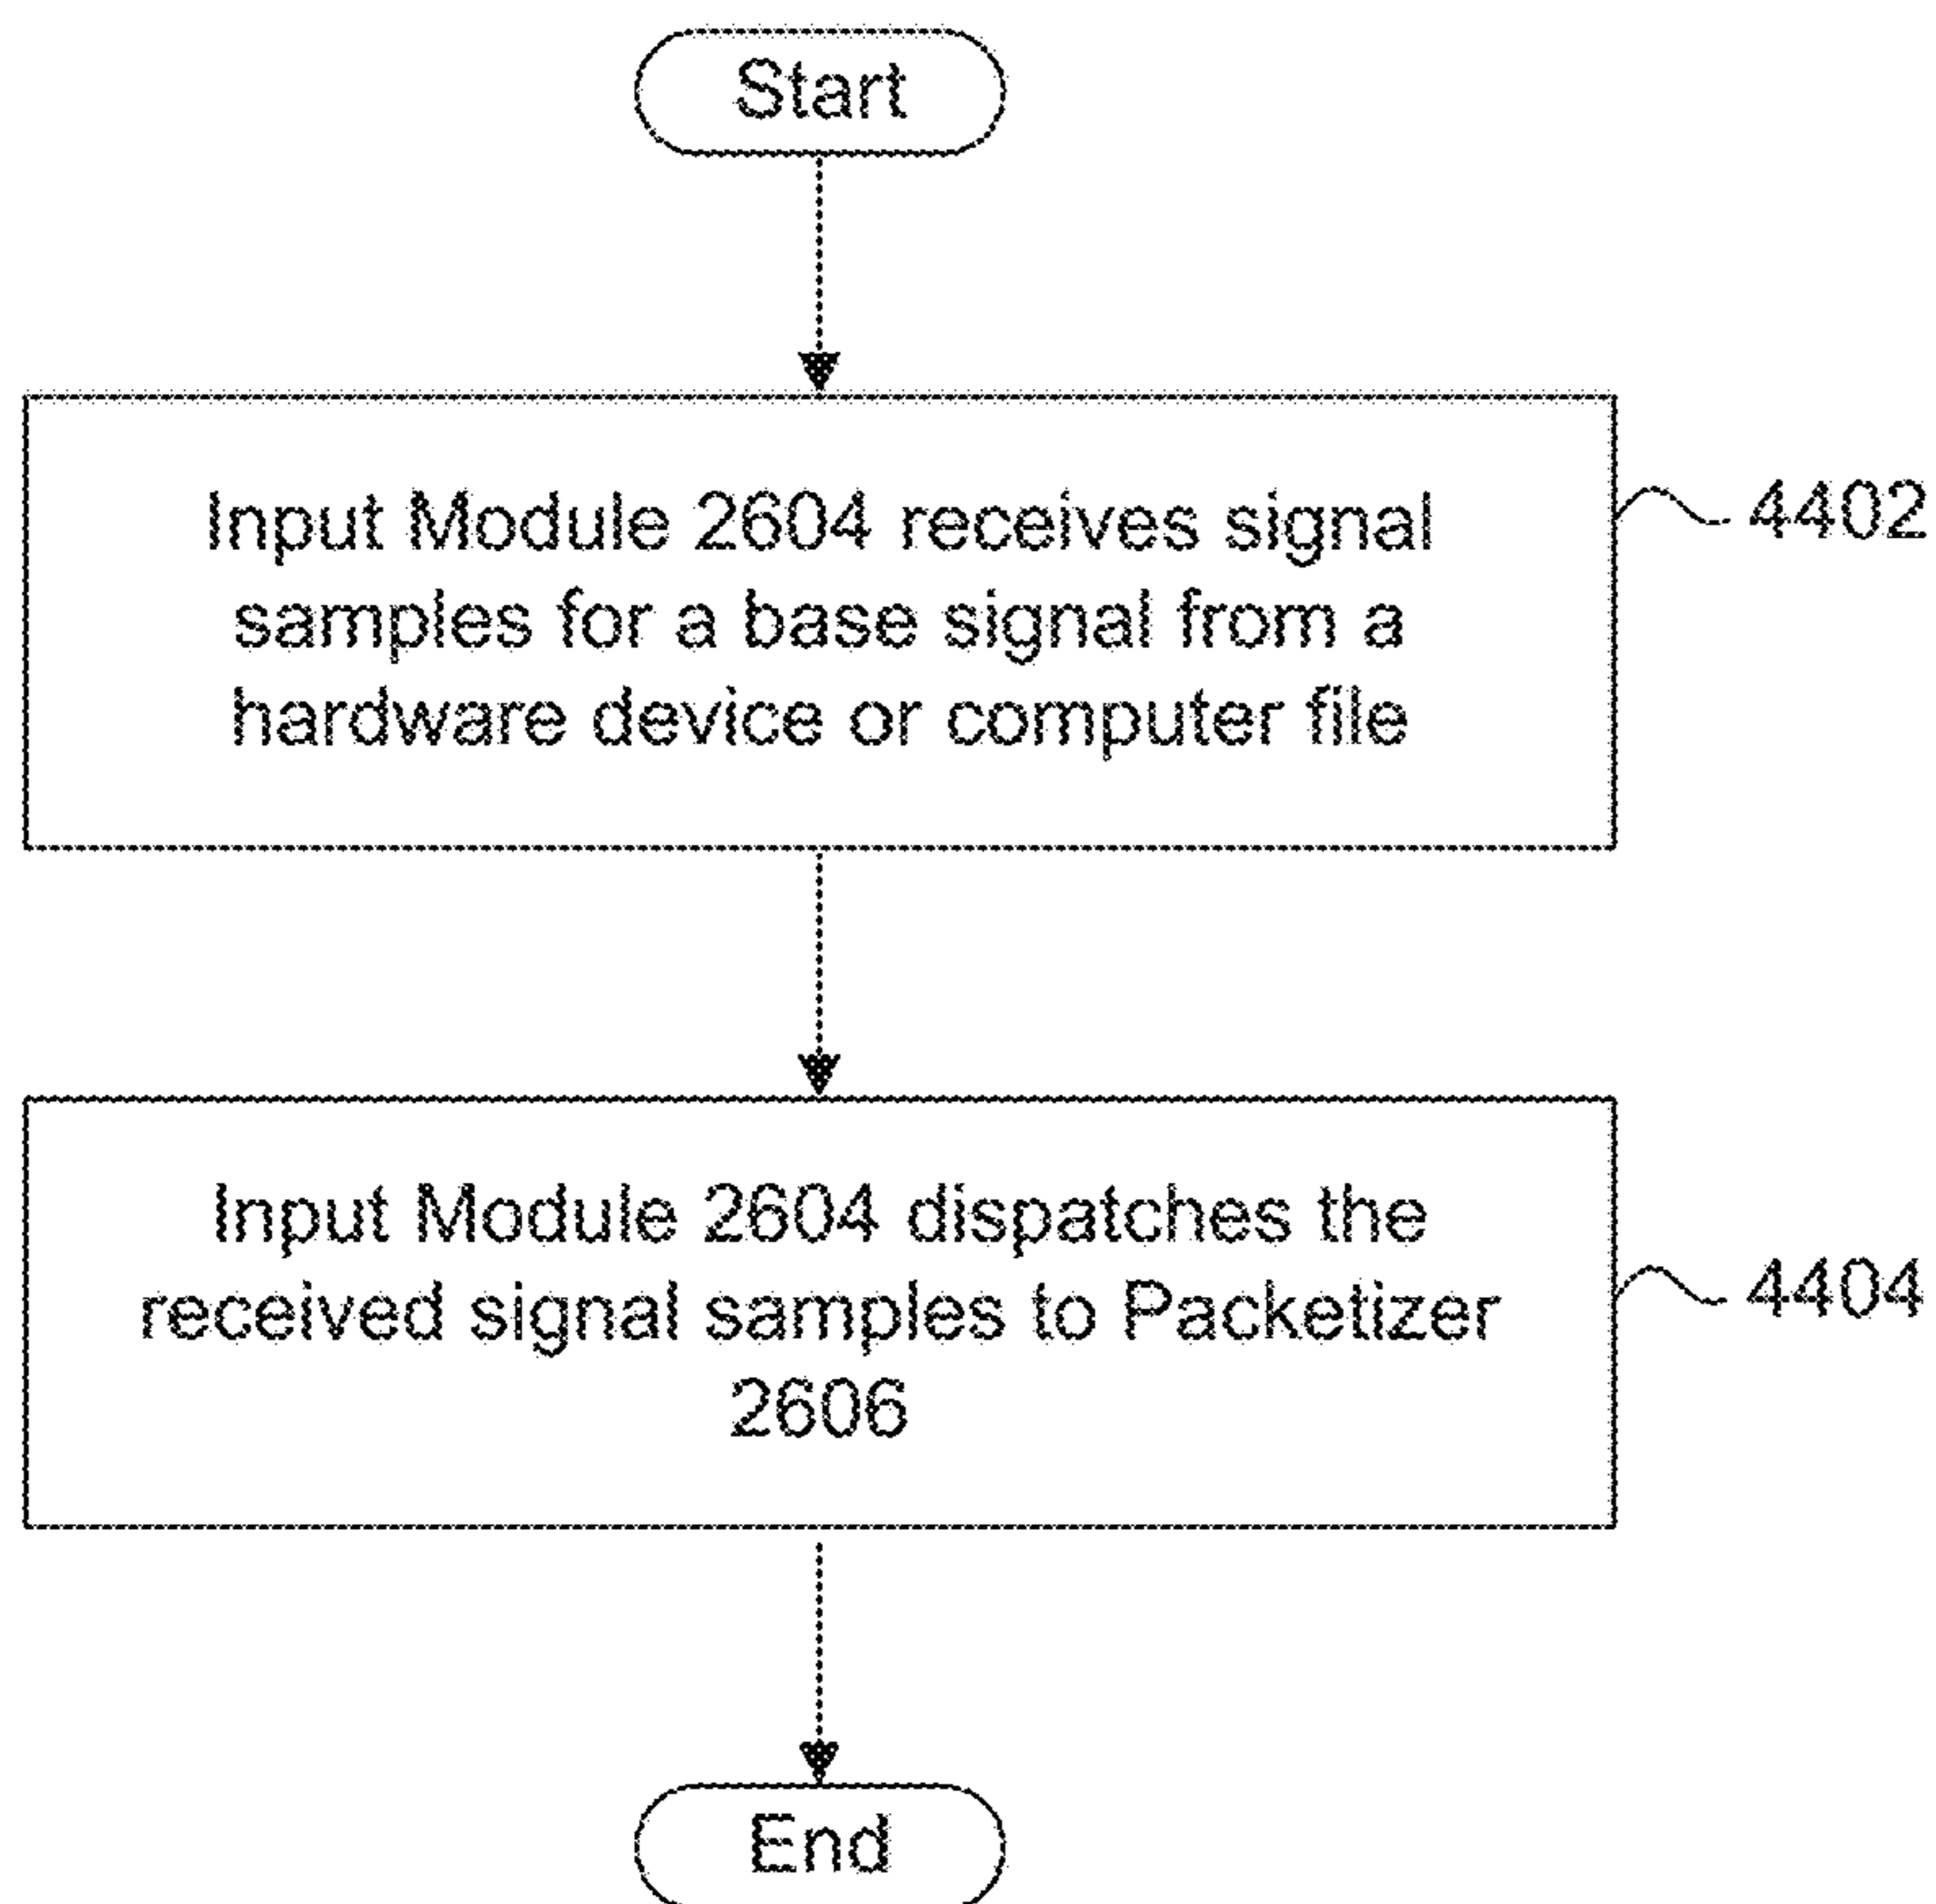 Start
Input Module 2604 receives signal
samples for a base signal from a
hardware device or computer file
4402
Input Module 2604 dispatches the
received signal samples to Packetizer
2606
4404
End